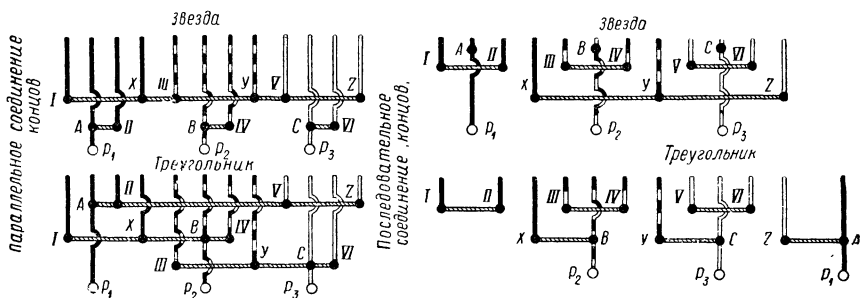 Параллельное соединение
концов
Звезда
I X III У V Z
A II B IV C VI
P1 P2 P3
Треугольник
A II V Z
I X B IV
III У C VI
P1 P2 P3
Последовательное
соединение концов,
Звезда
I A II III B IV V C VI
X У Z
P1 P2 P3
Треугольник
I II III IV V VI
X B У C Z A
P2 P3 P1